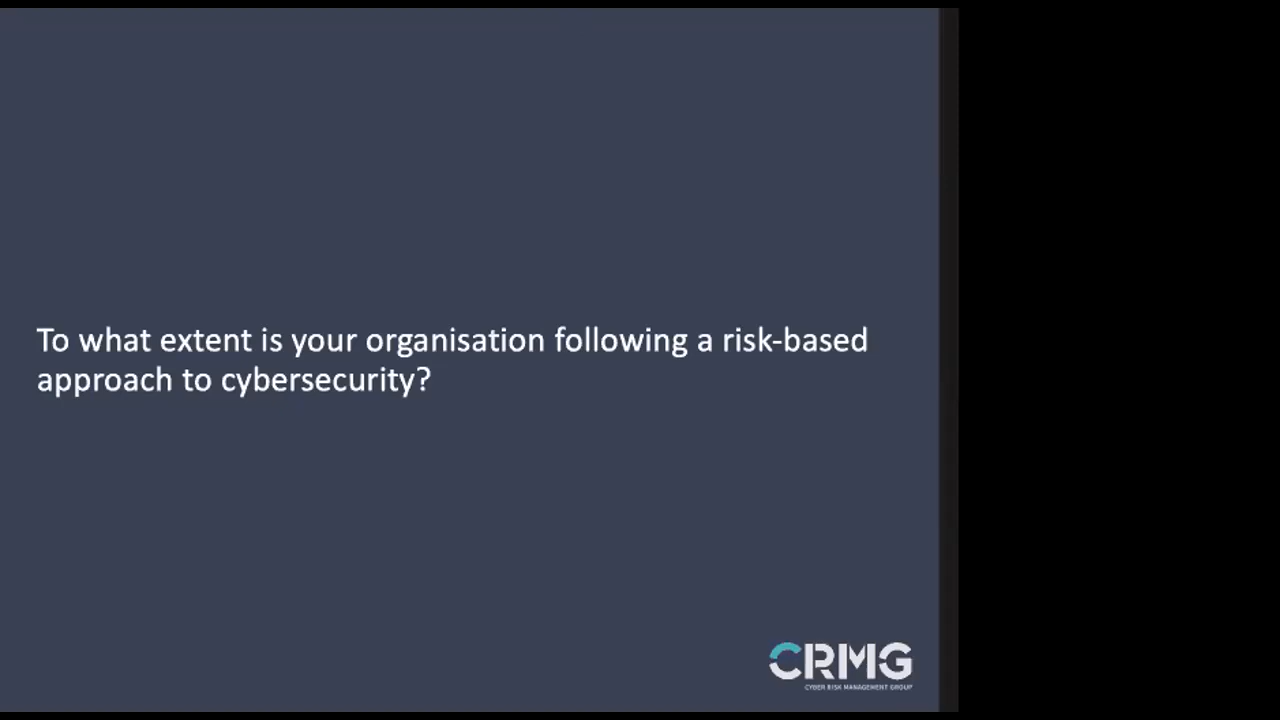 To what extent is your organisation following a risk-based
approach to cybersecurity?
CRMG
CYBER RISK MANAGEMENT GROUP